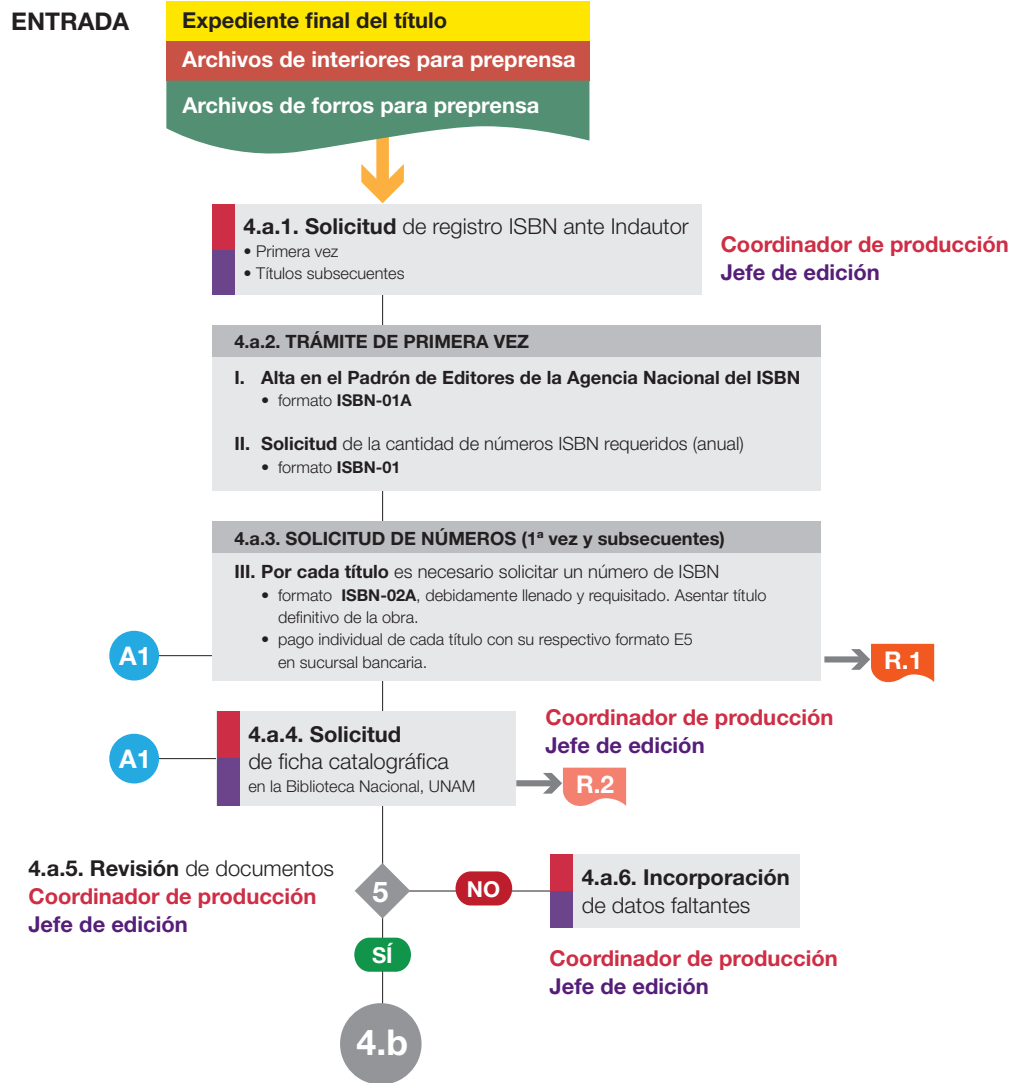 ENTRADA
Expediente final del título
Archivos de interiores para preprensa
Archivos de forros para preprensa
4.a.1. Solicitud de registro ISBN ante Indautor
• Primera vez
• Títulos subsecuentes
Coordinador de producción
Jefe de edición
4.a.2. TRÁMITE DE PRIMERA VEZ
I. Alta en el Padrón de Editores de la Agencia Nacional del ISBN
• formato ISBN-01A
II. Solicitud de la cantidad de números ISBN requeridos (anual)
• formato ISBN-01
4.a.3. SOLICITUD DE NÚMEROS (1ª vez y subsecuentes)
III. Por cada título es necesario solicitar un número de ISBN
• formato ISBN-02A, debidamente llenado y requisitado. Asentar título
definitivo de la obra.
• pago individual de cada título con su respectivo formato E5
en sucursal bancaria.
A1
R.1
4.a.4. Solicitud
de ficha catalográfica
en la Biblioteca Nacional, UNAM
Coordinador de producción
Jefe de edición
A1
R.2
4.a.5. Revisión de documentos
Coordinador de producción
Jefe de edición
5
NO
4.a.6. Incorporación
de datos faltantes
Coordinador de producción
Jefe de edición
SÍ
4.b